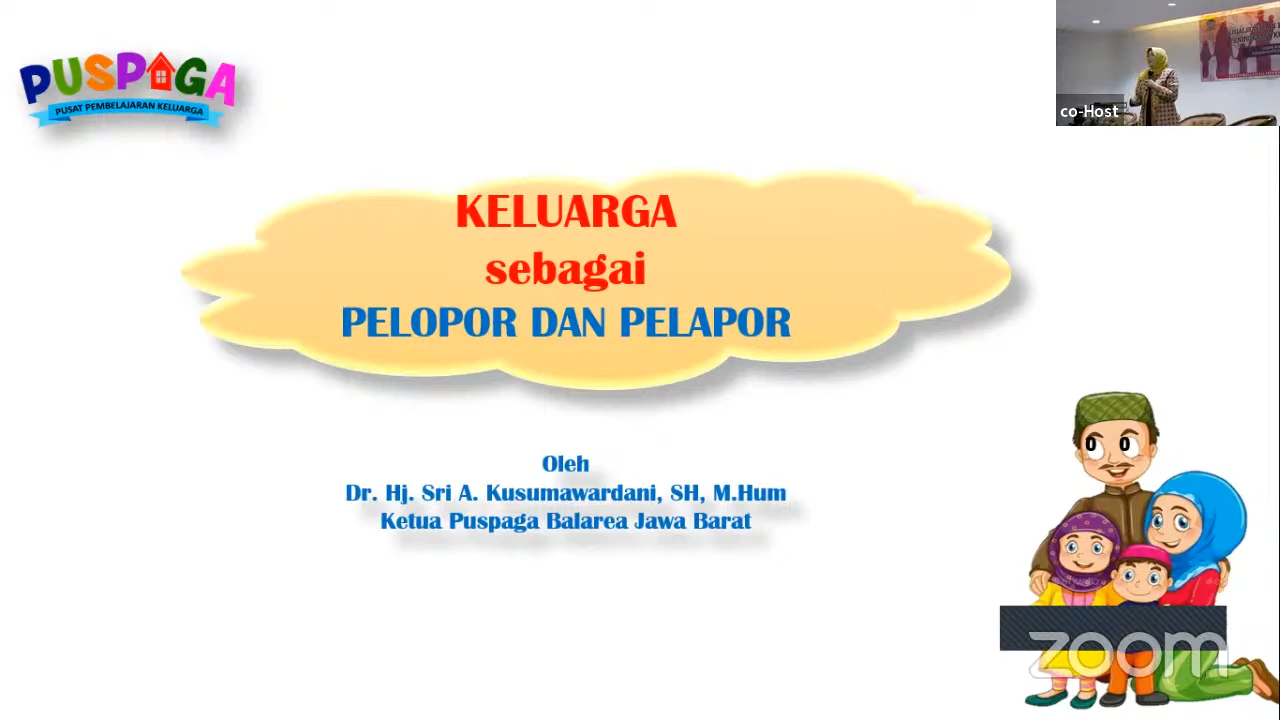 PUSPAGA
PUSAT PEMBELAJARAN KELUARGA
co-Host
KELUARGA
sebagai
PELOPOR DAN PELAPOR
Oleh
Dr. Hj. Sri A. Kusumawardani, SH, M.Hum
Ketua Puspaga Balarea Jawa Barat
zoom